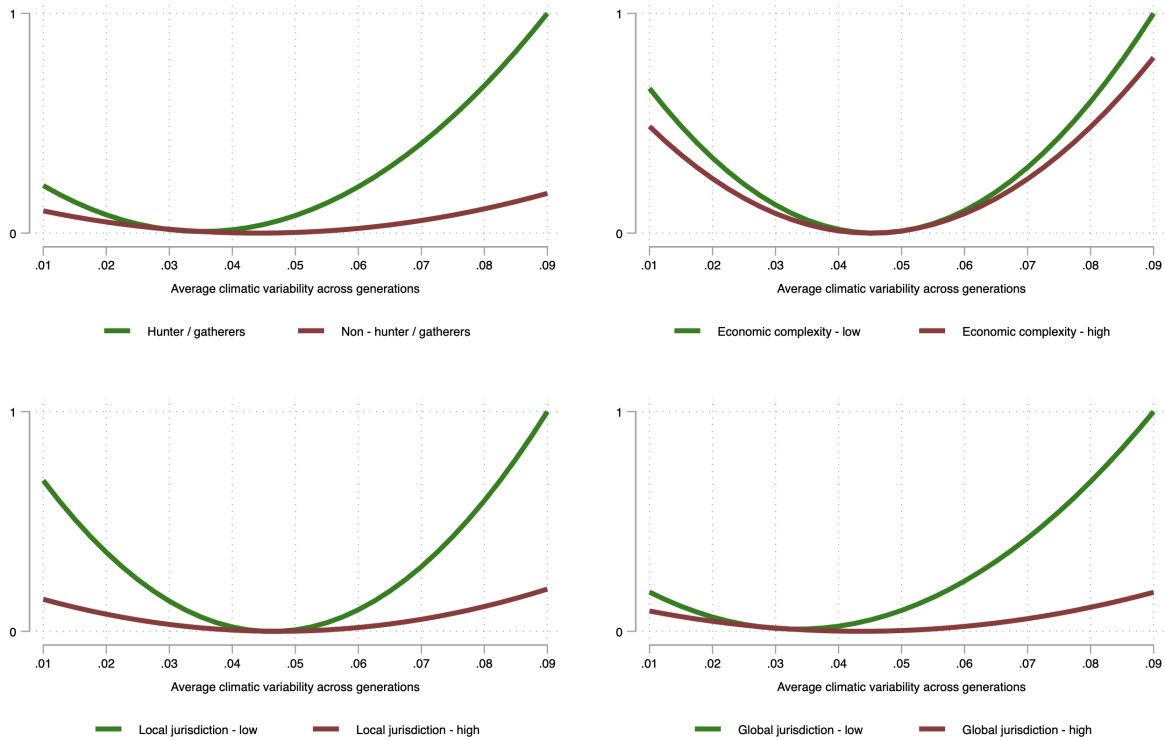 1
0
.01 .02 .03 .04 .05 .06 .07 .08 .09
Average climatic variability across generations
Hunter / gatherers Non - hunter / gatherers
1
0
.01 .02 .03 .04 .05 .06 .07 .08 .09
Average climatic variability across generations
Economic complexity - low Economic complexity - high
1
0
.01 .02 .03 .04 .05 .06 .07 .08 .09
Average climatic variability across generations
Local jurisdiction - low Local jurisdiction - high
1
0
.01 .02 .03 .04 .05 .06 .07 .08 .09
Average climatic variability across generations
Global jurisdiction - low Global jurisdiction - high